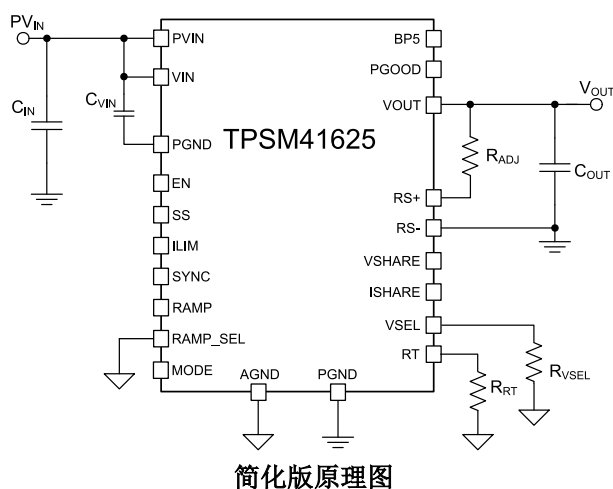 PVIN
PVIN
VIN
CIN
CVIN
PGND
EN
SS
ILIM
SYNC
RAMP
RAMP_SEL
MODE
TPSM41625
AGND
PGND
BP5
PGOOD
VOUT
VOUT
RADJ
COUT
RS+
RS-
VSHARE
ISHARE
VSEL
RT
RRT
RVSEL
简化版原理图